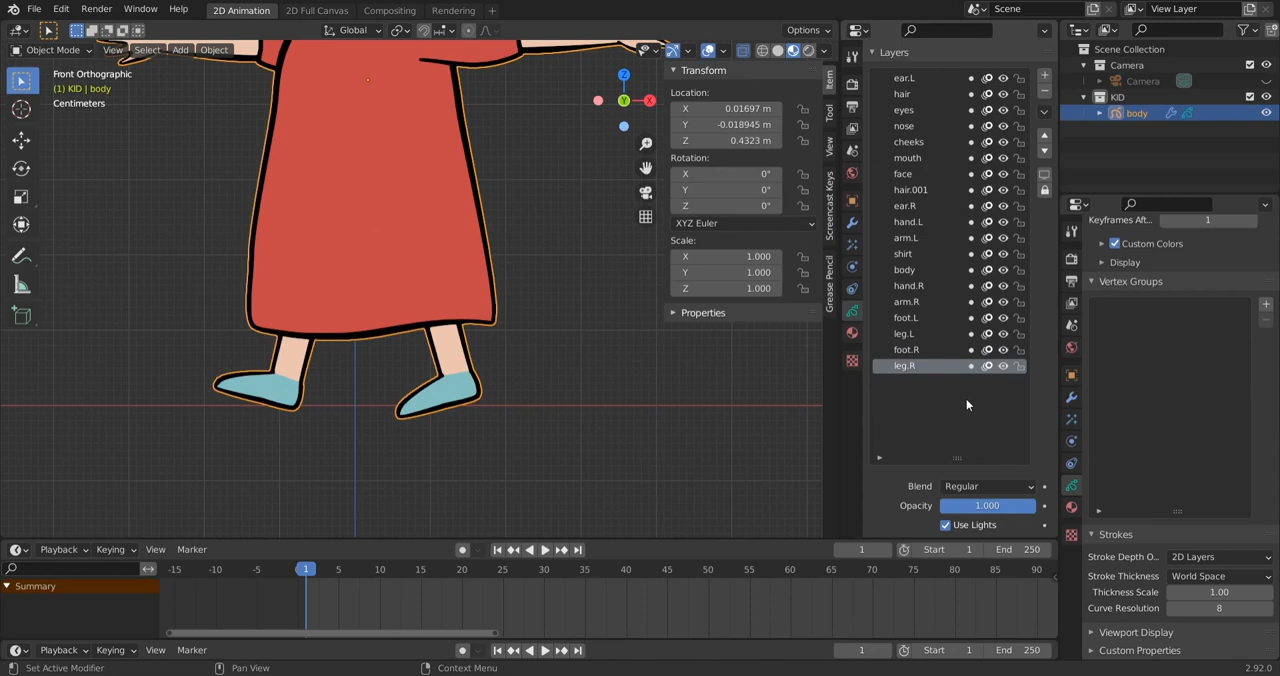 File Edit Render Window Help 2D Animation 2D Full Canvas Compositing Rendering + Scene View Layer
Global Options
Object Mode View Select Add Object
Front Orthographic
(1) KID | body
Centimeters
Z
Y
X
Transform
Location:
X 0.01697 m
Y -0.018945 m
Z 0.4323 m
Rotation:
X 0°
Y 0°
Z 0°
XYZ Euler
Scale:
X 1.000
Y 1.000
Z 1.000
Properties
Item
Tool
View
Screencast Keys
Grease Pencil
Layers
ear.L
hair
eyes
nose
cheeks
mouth
face
hair.001
ear.R
hand.L
arm.L
shirt
body
hand.R
arm.R
foot.L
leg.L
foot.R
leg.R
Blend Regular
Opacity 1.000
Use Lights
Scene Collection
Camera
Camera
KID
body
Keyframes Aft... 1
Custom Colors
Display
Vertex Groups
Strokes
Stroke Depth O... 2D Layers
Stroke Thickness World Space
Thickness Scale 1.00
Curve Resolution 8
Viewport Display
Custom Properties
Playback Keying View Marker 1 Start 1 End 250
-15 -10 -5 1 5 10 15 20 25 30 35 40 45 50 55 60 65 70 75 80 85 90
Summary
Playback Keying View Marker 1 Start 1 End 250
Set Active Modifier Pan View Context Menu 2.92.0